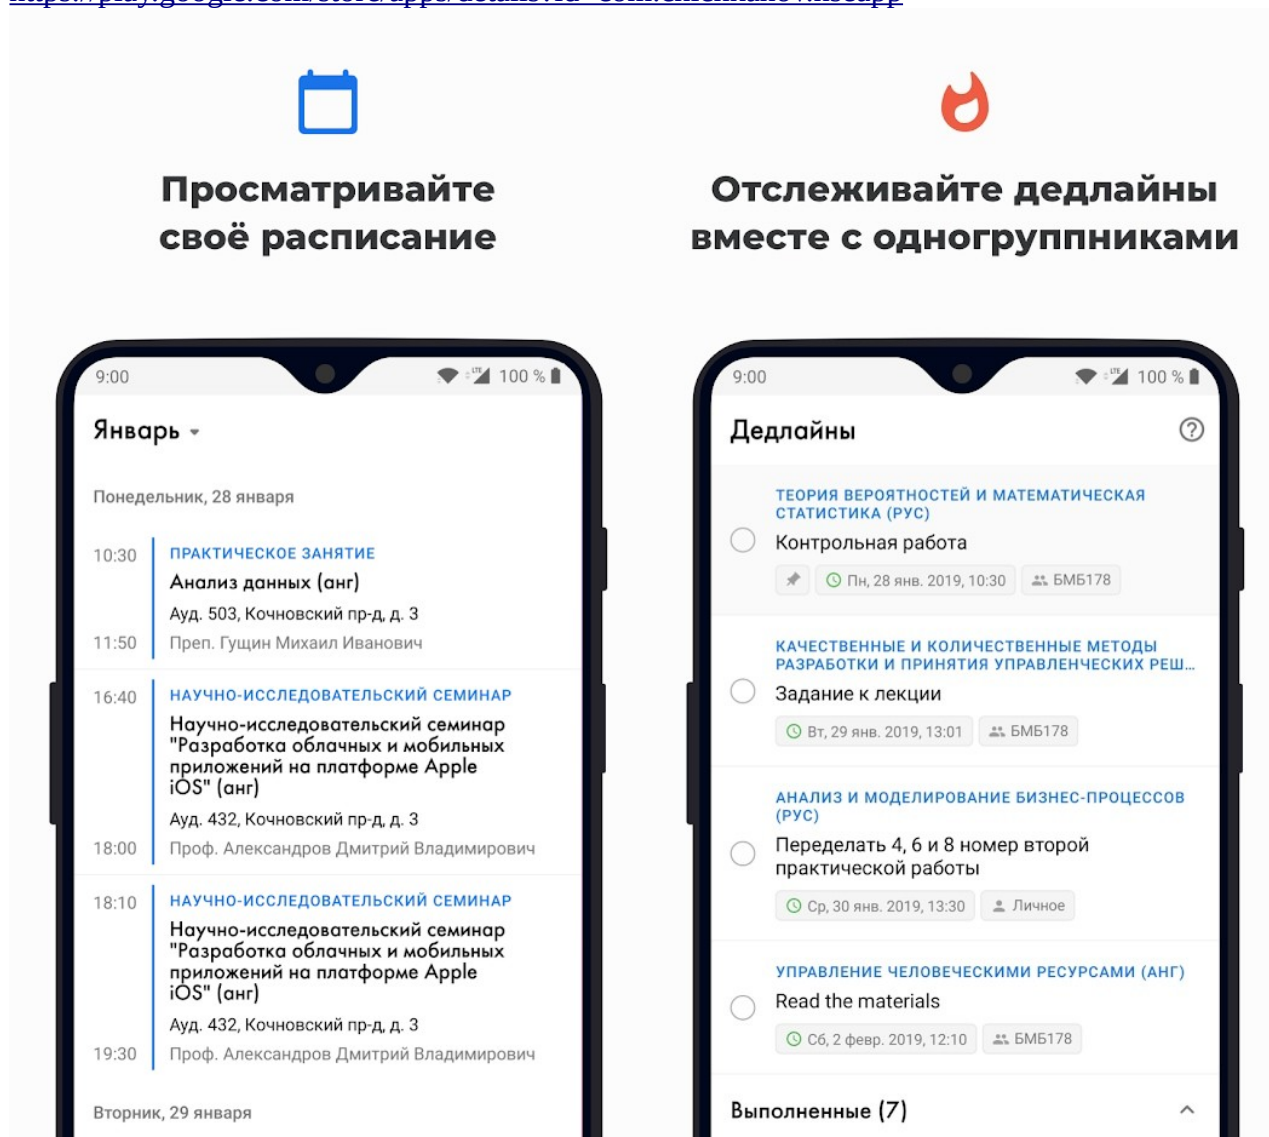 Просматривайте
своё расписание
9:00
100 %
Январь
Понедельник, 28 января
10:30
ПРАКТИЧЕСКОЕ ЗАНЯТИЕ
Анализ данных (анг)
Ауд. 503, Кочновский пр-д, д. 3
11:50
Преп. Гущин Михаил Иванович
16:40
НАУЧНО-ИССЛЕДОВАТЕЛЬСКИЙ СЕМИНАР
Научно-исследовательский семинар
"Разработка облачных и мобильных
приложений на платформе Apple
iOS" (анг)
Ауд. 432, Кочновский пр-д, д. 3
18:00
Проф. Александров Дмитрий Владимирович
18:10
НАУЧНО-ИССЛЕДОВАТЕЛЬСКИЙ СЕМИНАР
Научно-исследовательский семинар
"Разработка облачных и мобильных
приложений на платформе Apple
iOS" (анг)
Ауд. 432, Кочновский пр-д, д. 3
19:30
Проф. Александров Дмитрий Владимирович
Вторник, 29 января
Отслеживайте дедлайны
вместе с одногруппниками
9:00
LTE
100 %
Дедлайны
ТЕОРИЯ ВЕРОЯТНОСТЕЙ И МАТЕМАТИЧЕСКАЯ
СТАТИСТИКА (РУС)
Контрольная работа
Пн, 28 янв. 2019, 10:30
БМБ178
КАЧЕСТВЕННЫЕ И КОЛИЧЕСТВЕННЫЕ МЕТОДЫ
РАЗРАБОТКИ И ПРИНЯТИЯ УПРАВЛЕНЧЕСКИХ РЕШ...
Задание к лекции
Вт, 29 янв. 2019, 13:01
БМБ178
АНАЛИЗ И МОДЕЛИРОВАНИЕ БИЗНЕС-ПРОЦЕССОВ
(РУС)
Переделать 4, 6 и 8 номер второй
практической работы
Ср, 30 янв. 2019, 13:30
Личное
УПРАВЛЕНИЕ ЧЕЛОВЕЧЕСКИМИ РЕСУРСАМИ (АНГ)
Read the materials
Сб, 2 февр. 2019, 12:10
БМБ178
Выполненные (7)